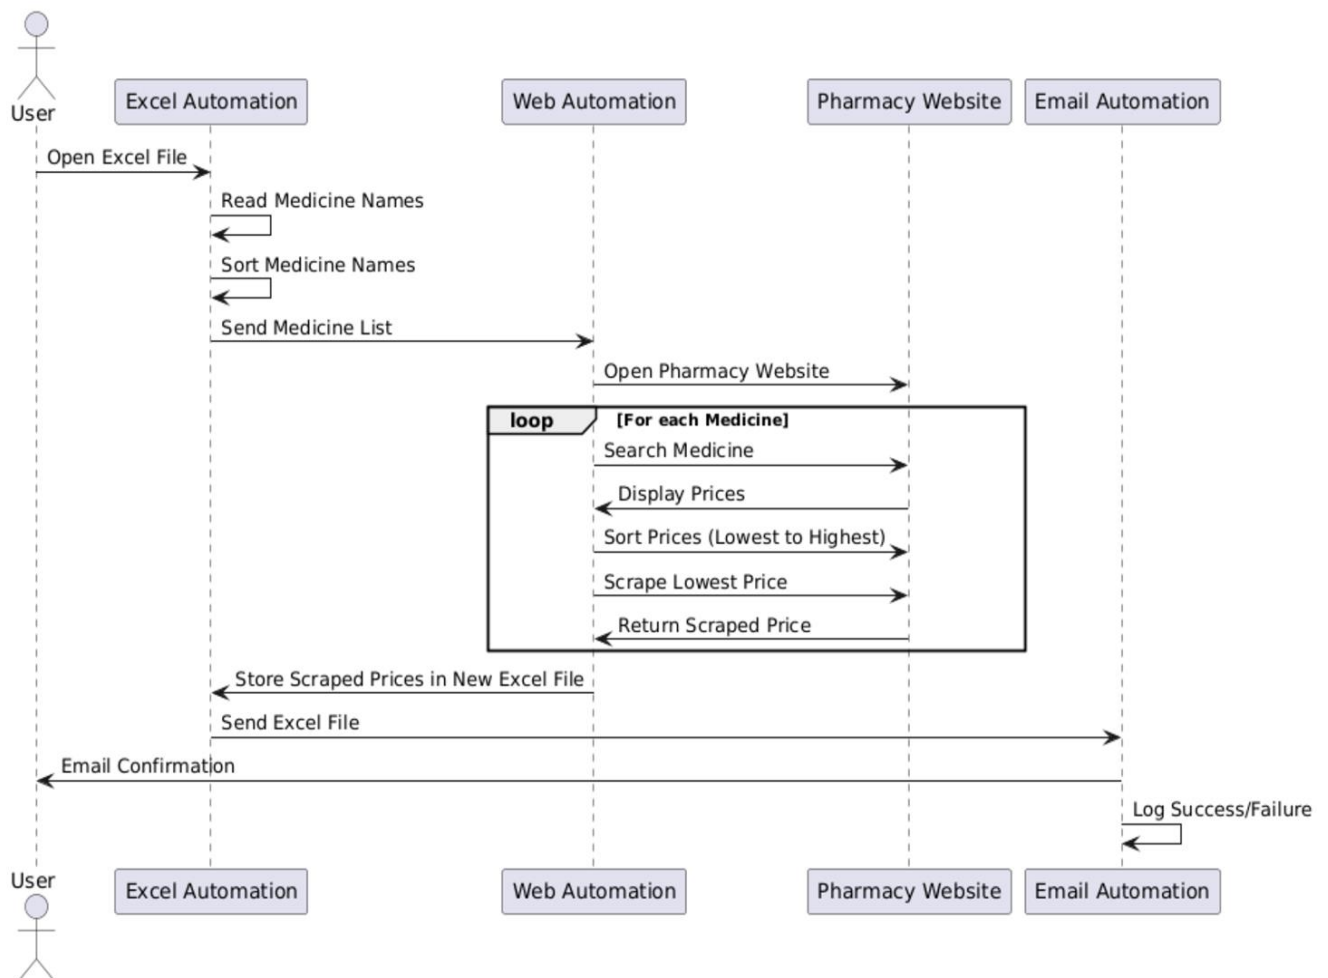 User
Excel Automation
Web Automation
Pharmacy Website
Email Automation
Open Excel File
Read Medicine Names
Sort Medicine Names
Send Medicine List
Open Pharmacy Website
loop
[For each Medicine]
Search Medicine
Display Prices
Sort Prices (Lowest to Highest)
Scrape Lowest Price
Return Scraped Price
Store Scraped Prices in New Excel File
Send Excel File
Email Confirmation
Log Success/Failure
User
Excel Automation
Web Automation
Pharmacy Website
Email Automation